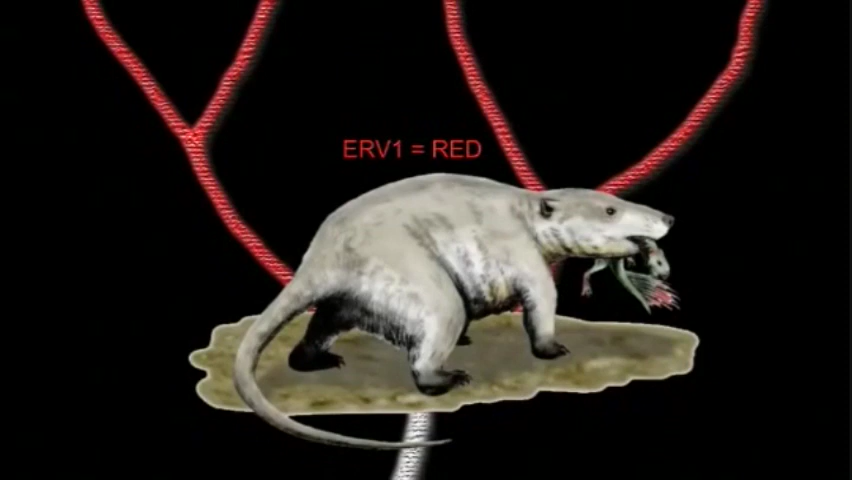 ERV1 = RED